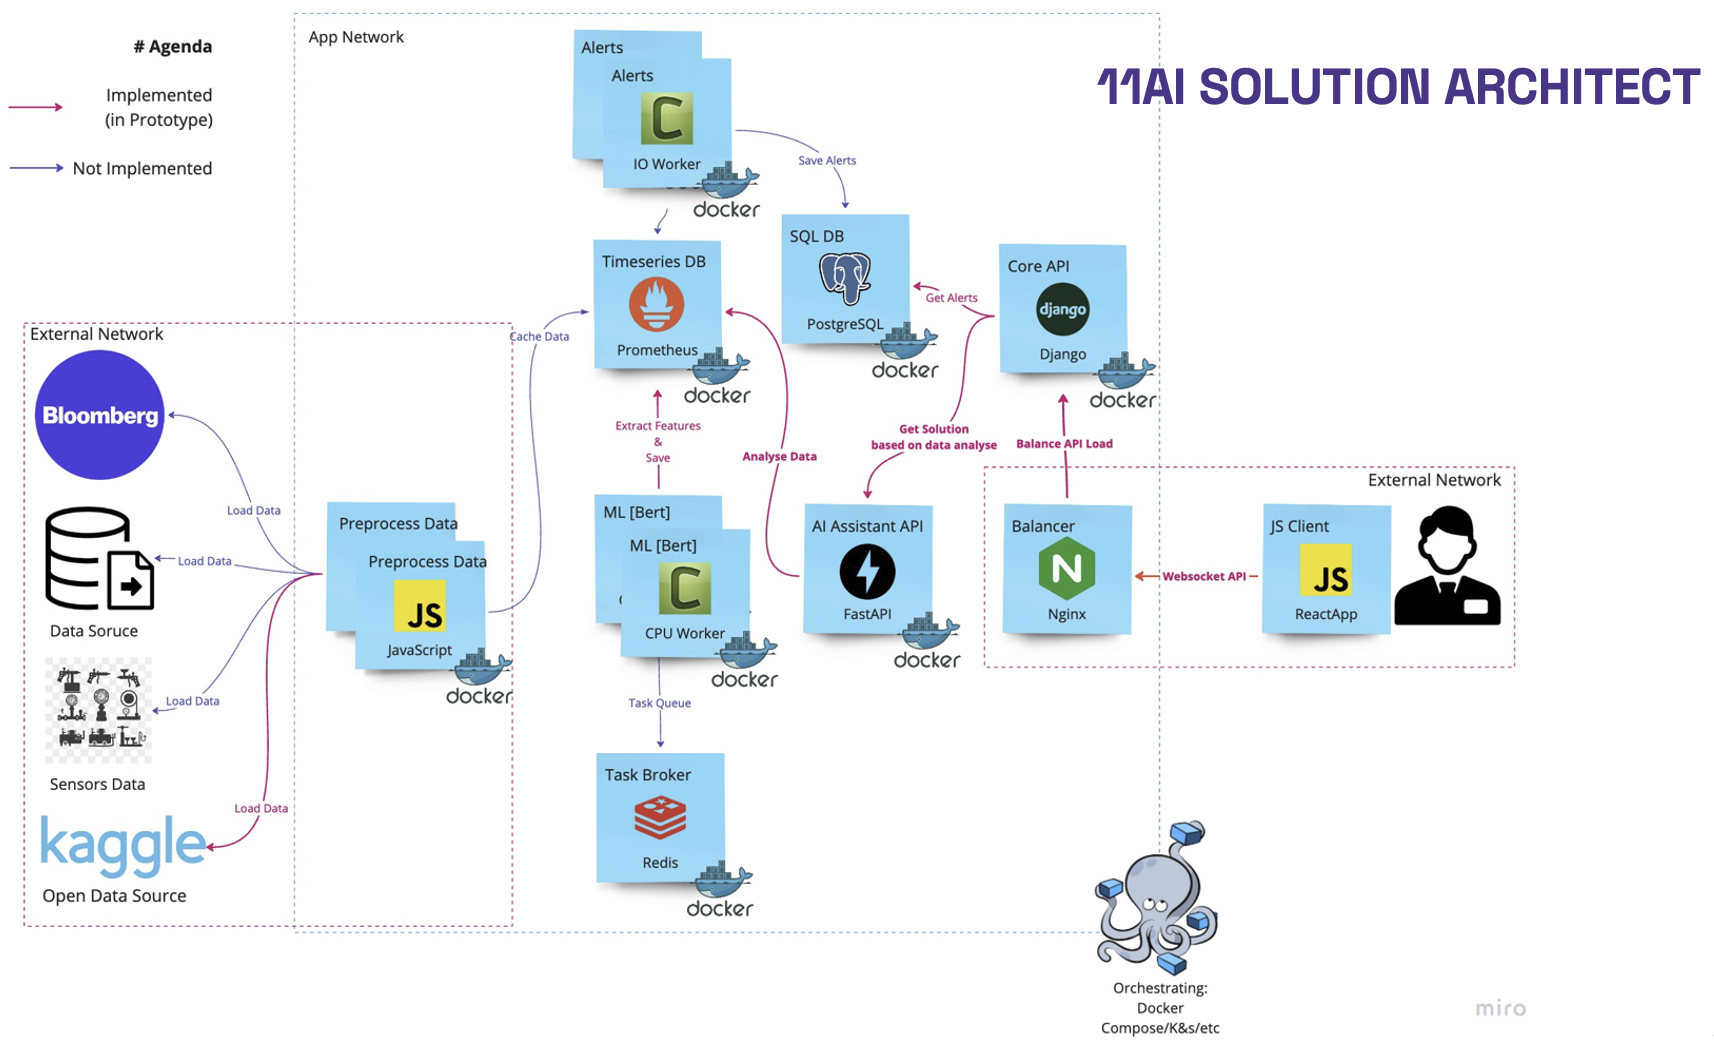 11AI SOLUTION ARCHITECT
# Agenda
Implemented
(in Prototype)
Not Implemented
App Network
Alerts
Alerts
C
IO Worker
docker
Save Alerts
SQL DB
PostgreSQL
docker
Timeseries DB
Prometheus
docker
Core API
django
Django
docker
Get Alerts
Cache Data
External Network
Bloomberg
Load Data
Data Soruce
Load Data
Sensors Data
Load Data
kaggle
Open Data Source
Load Data
Preprocess Data
Preprocess Data
JS
JavaScript
docker
Extract Features
&
Save
Analyse Data
Get Solution
based on data analyse
Balance API Load
ML [Bert]
ML [Bert]
C
CPU Worker
docker
Task Queue
Task Broker
Redis
docker
AI Assistant API
FastAPI
docker
External Network
Balancer
N
Nginx
Websocket API
JS Client
JS
ReactApp
Orchestrating:
Docker
Compose/K&s/etc
miro